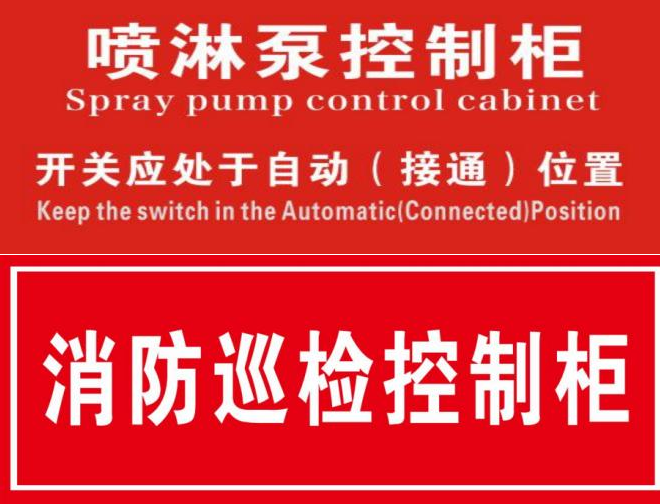 喷淋泵控制柜
Spray pump control cabinet
开关应处于自动（接通）位置
Keep the switch in the Automatic(Connected)Position
消防巡检控制柜